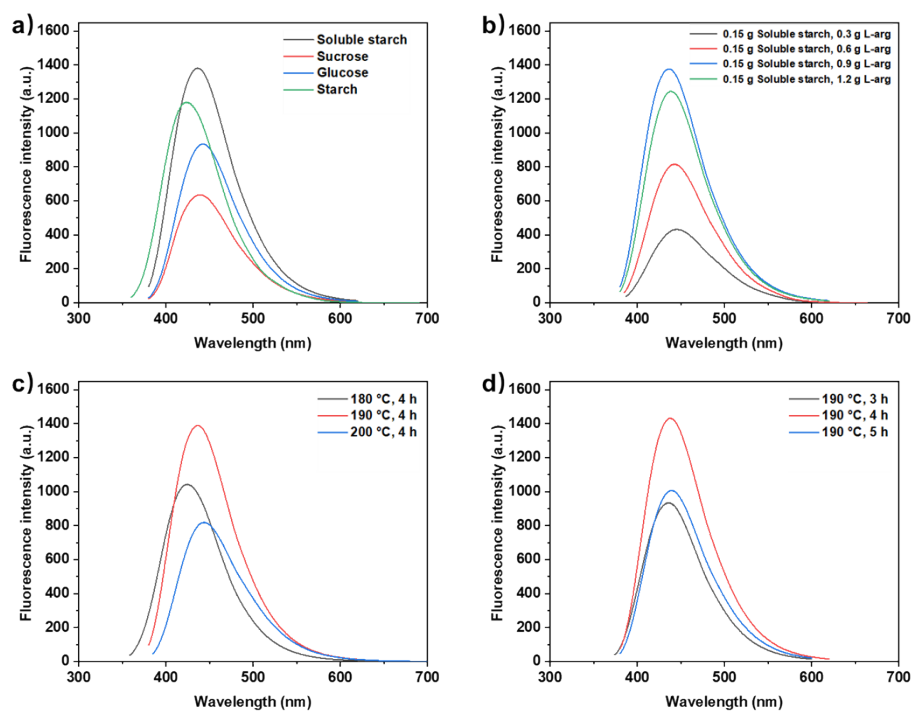 a)
1600
1400
1200
1000
800
600
400
200
0
Fluorescence intensity (a.u.)
Soluble starch
Sucrose
Glucose
Starch
300 400 500 600 700
Wavelength (nm)
b)
1600
1400
1200
1000
800
600
400
200
0
Fluorescence intensity (a.u.)
0.15 g Soluble starch, 0.3 g L-arg
0.15 g Soluble starch, 0.6 g L-arg
0.15 g Soluble starch, 0.9 g L-arg
0.15 g Soluble starch, 1.2 g L-arg
300 400 500 600 700
Wavelength (nm)
c)
1600
1400
1200
1000
800
600
400
200
0
Fluorescence intensity (a.u.)
180 °C, 4 h
190 °C, 4 h
200 °C, 4 h
300 400 500 600 700
Wavelength (nm)
d)
1600
1400
1200
1000
800
600
400
200
0
Fluorescence intensity (a.u.)
190 °C, 3 h
190 °C, 4 h
190 °C, 5 h
300 400 500 600 700
Wavelength (nm)